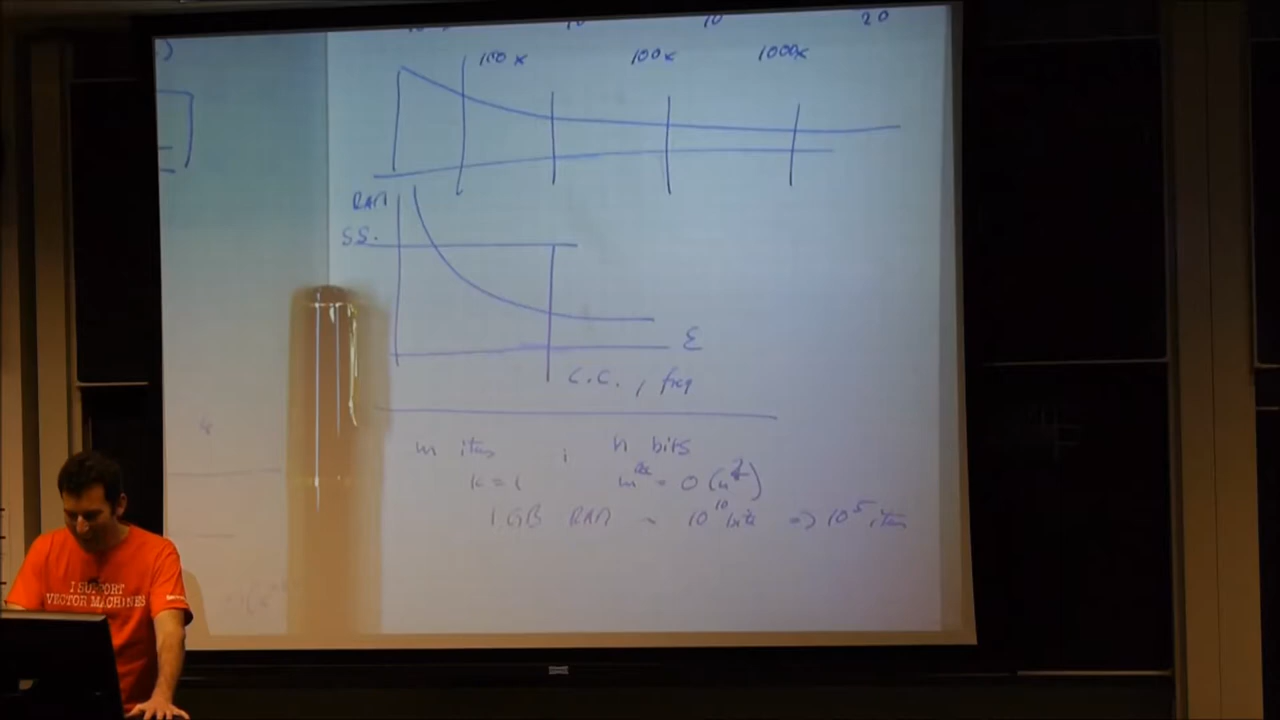 20
100x 100x 1000x
RAM
S.S.
ε
C.C., freq
m items ; n bits
k=1 = O(n
1 GB RAM ~ 10^10 bits => 10^5 items
I SUPPORT
VECTOR MACHINES